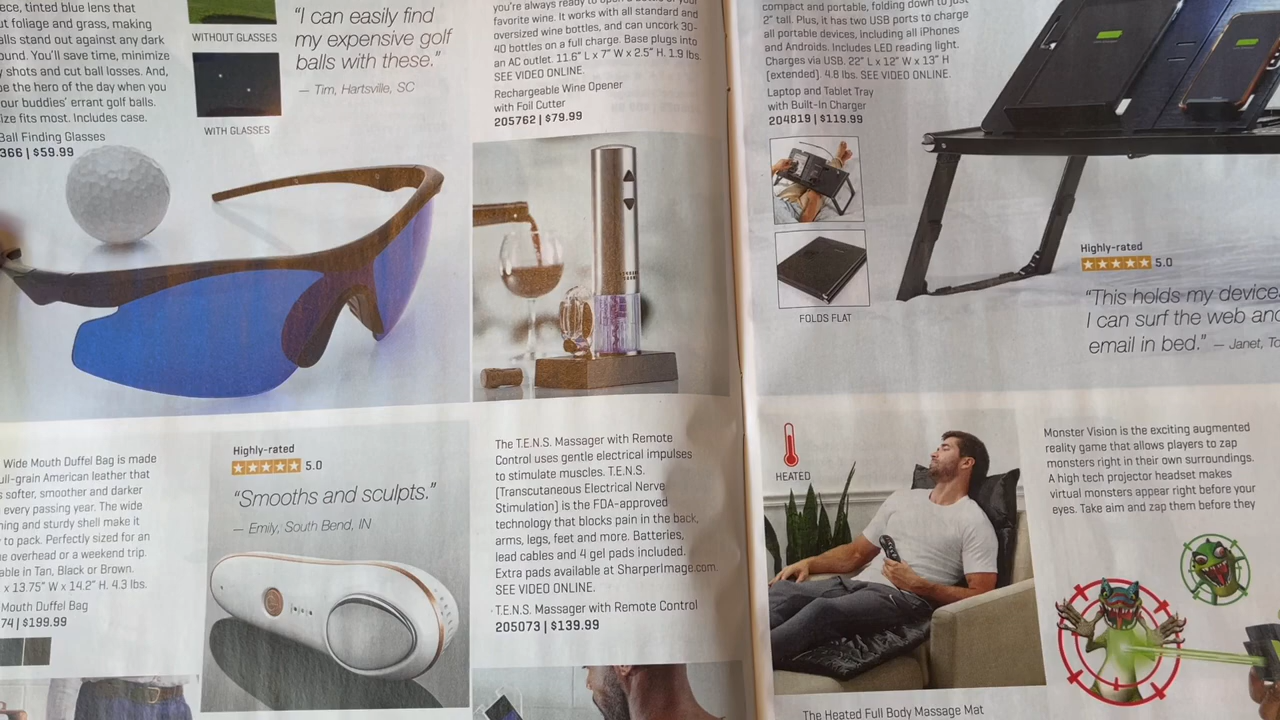 ece, tinted blue lenses that
ut foliage and grass, making
alls stand out against any dark
ound. You'll save time, minimize
y shots and cut ball losses. And,
be the hero of the day when you
our buddies' errant golf balls.
ize fits most. Includes case.
Ball Finding Glasses
366 | $59.99
WITHOUT GLASSES
WITH GLASSES
"I can easily find
my expensive golf
balls with these."
— Tim, Hartsville, SC
favorite wine. It works with all standard and
oversized wine bottles, and can uncork 30-
40 bottles on a full charge. Base plugs into
an AC outlet. 11.6" L x 7" W x 2.5" H. 1.9 lbs.
SEE VIDEO ONLINE.
Rechargeable Wine Opener
with Foil Cutter
205762 | $79.99
compact and portable, folding down to just
2" tall. Plus, it has two USB ports to charge
all portable devices, including all iPhones
and Androids. Includes LED reading light.
Charges via USB. 22" L x 12" W x 13" H
[extended]. 4.8 lbs. SEE VIDEO ONLINE.
Laptop and Tablet Tray
with Built-In Charger
204819 | $119.99
FOLDS FLAT
Highly-rated
5.0
"This holds my device
I can surf the web and
email in bed." — Janet, To
Wide Mouth Duffel Bag is made
ull-grain American leather that
s softer, smoother and darker
every passing year. The wide
ning and sturdy shell make it
to pack. Perfectly sized for an
e overhead or a weekend trip.
able in Tan, Black or Brown.
x 13.75" W x 14.2" H. 4.3 lbs.
Mouth Duffel Bag
74 | $199.99
Highly-rated
5.0
"Smooths and sculpts."
— Emily, South Bend, IN
The T.E.N.S. Massager with Remote
Control uses gentle electrical impulses
to stimulate muscles. T.E.N.S.
[Transcutaneous Electrical Nerve
Stimulation] is the FDA-approved
technology that blocks pain in the back,
arms, legs, feet and more. Batteries,
lead cables and 4 gel pads included.
Extra pads available at SharperImage.com.
SEE VIDEO ONLINE.
T.E.N.S. Massager with Remote Control
205073 | $139.99
HEATED
The Heated Full Body Massage Mat
Monster Vision is the exciting augmented
reality game that allows players to zap
monsters right in their own surroundings.
A high tech projector headset makes
virtual monsters appear right before your
eyes. Take aim and zap them before they